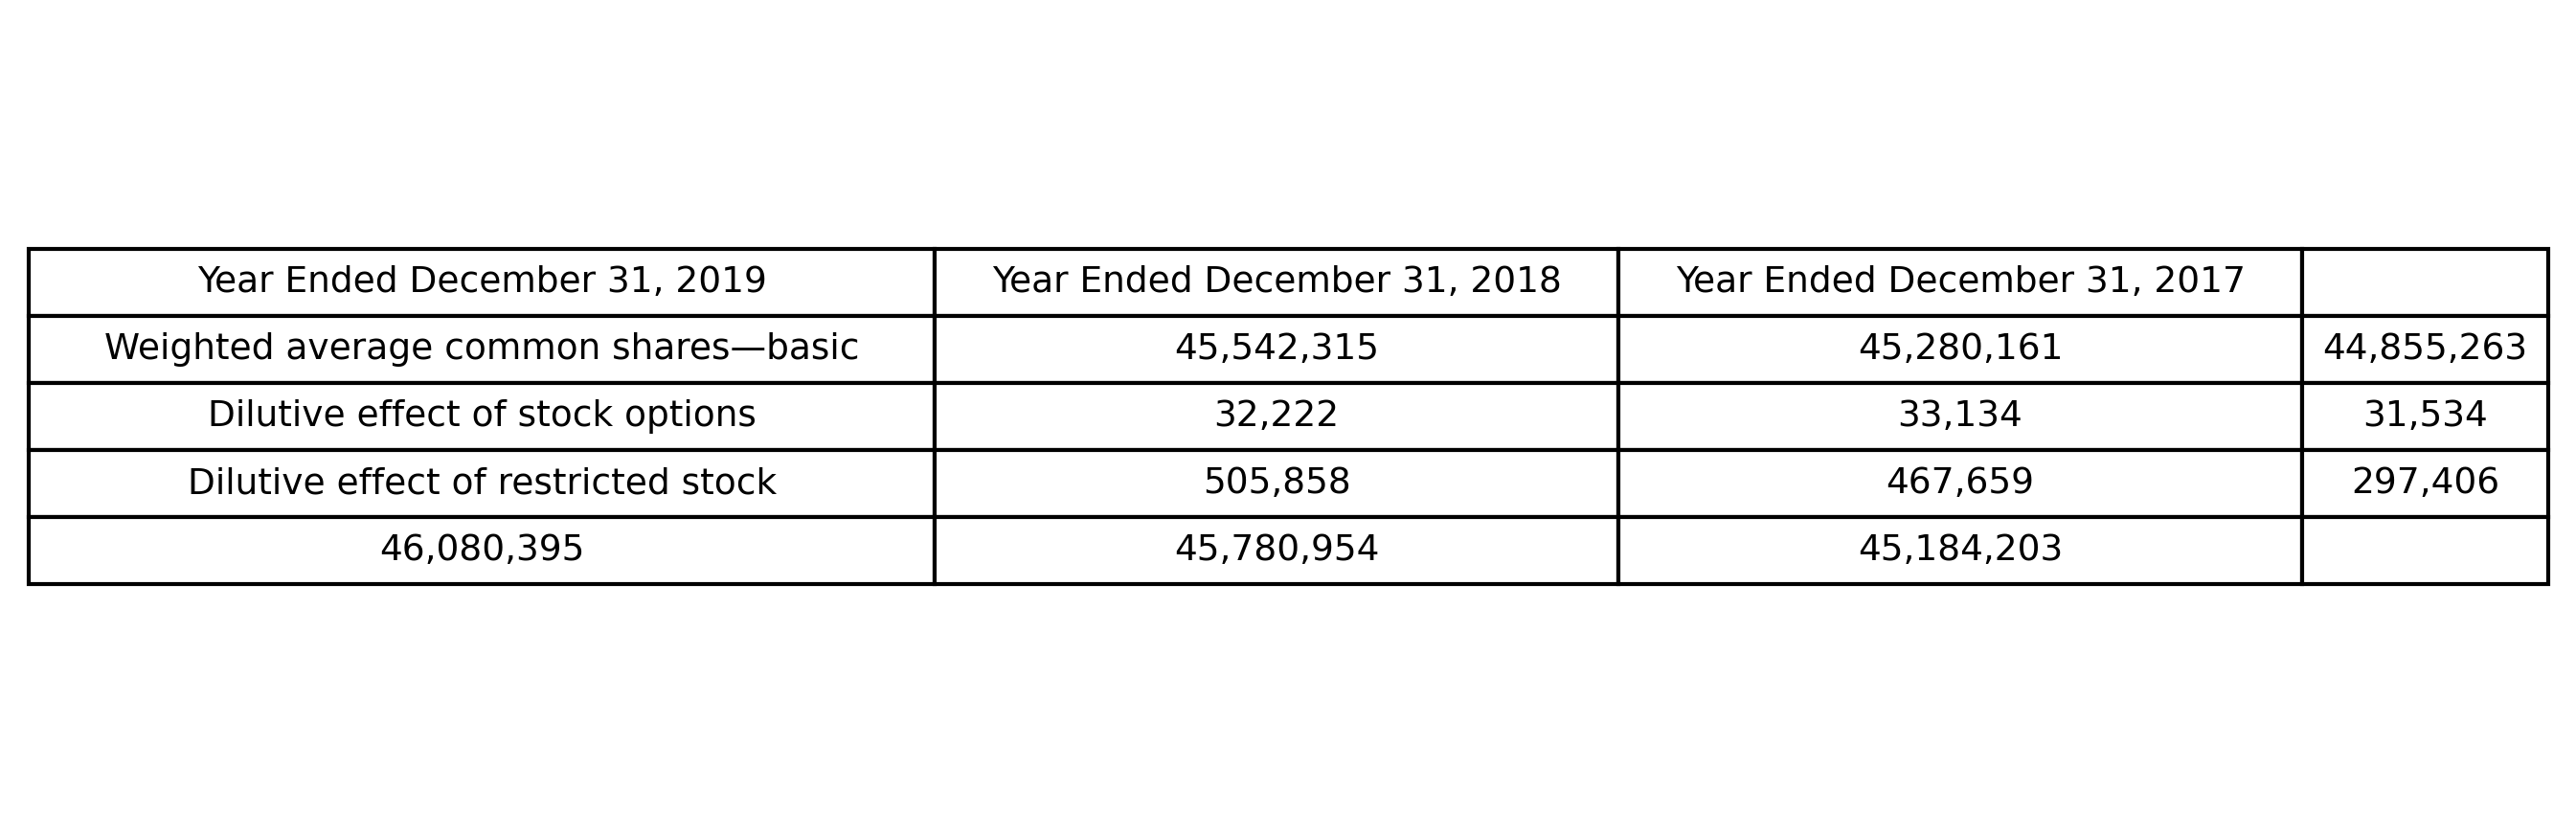 Year Ended December 31, 2019 Year Ended December 31, 2018 Year Ended December 31, 2017
Weighted average common shares—basic 45,542,315 45,280,161 44,855,263
Dilutive effect of stock options 32,222 33,134 31,534
Dilutive effect of restricted stock 505,858 467,659 297,406
46,080,395 45,780,954 45,184,203